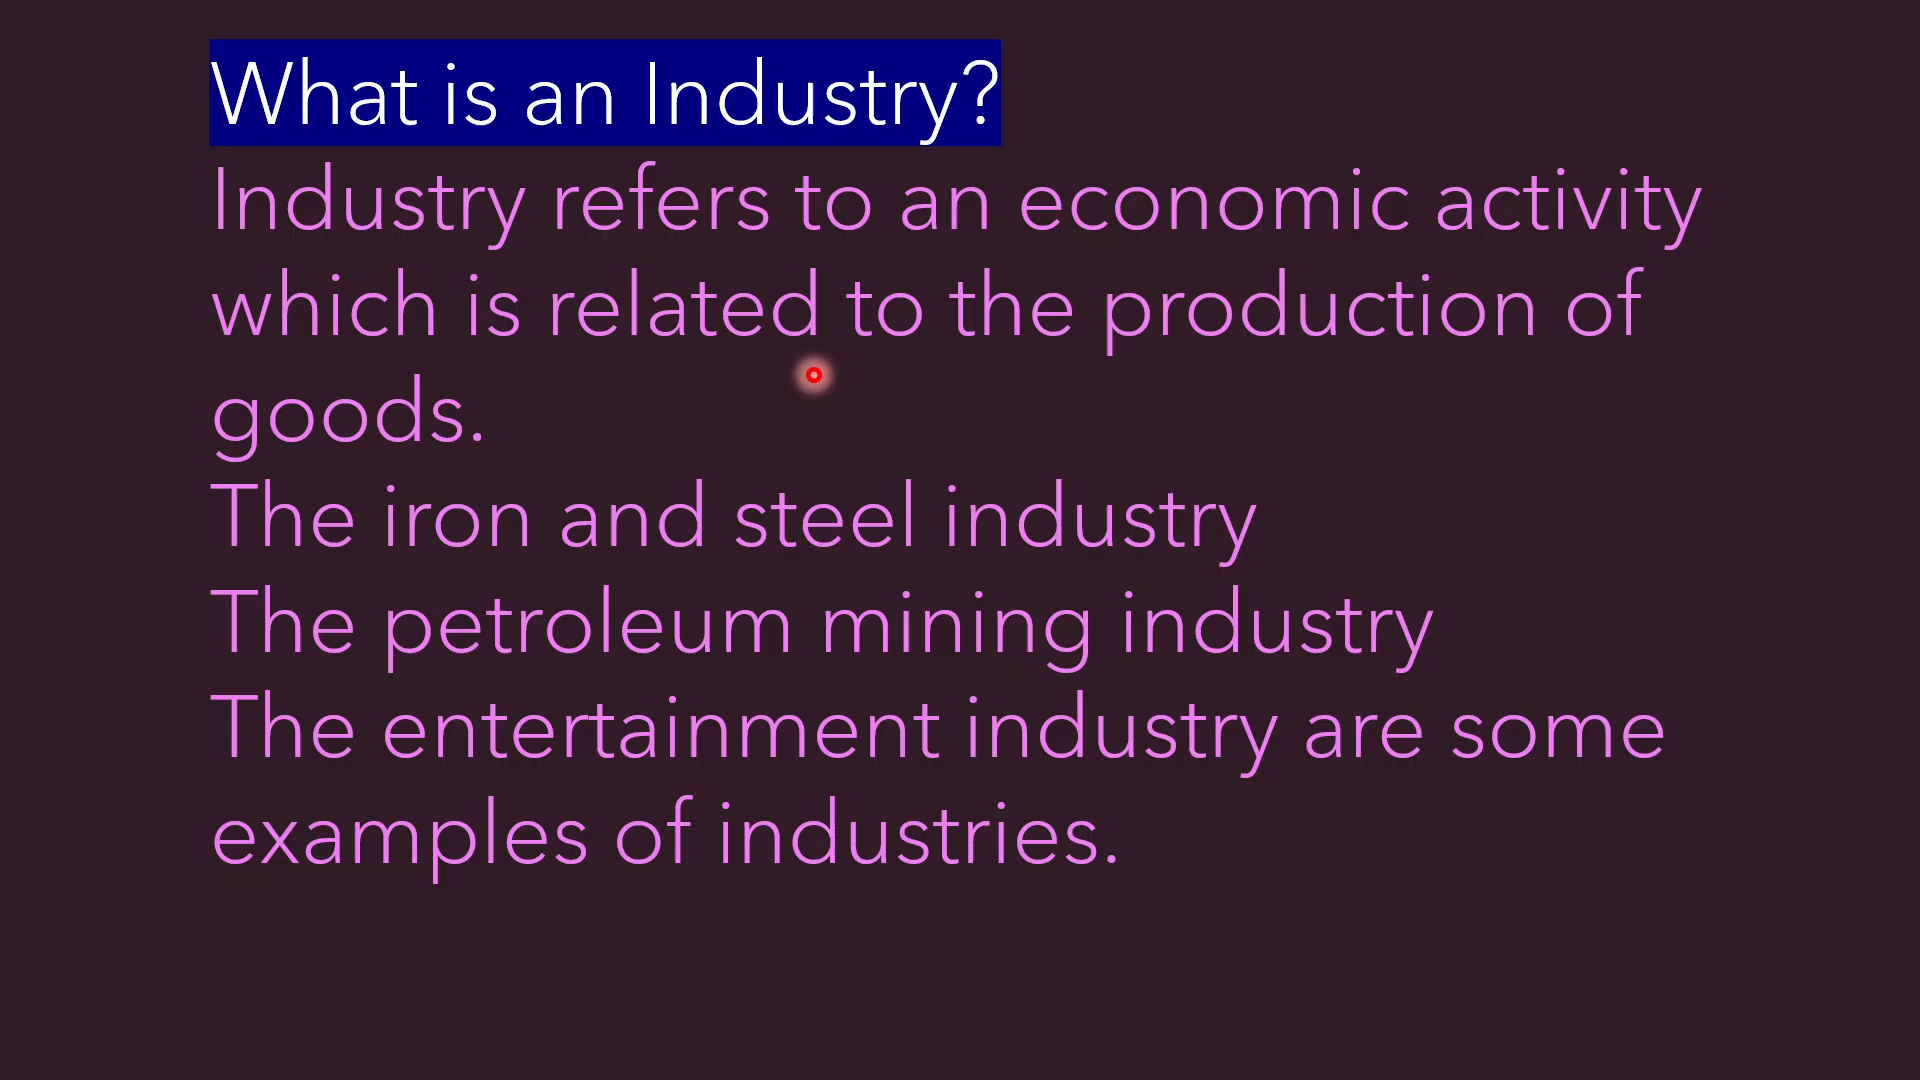 What is an Industry?
Industry refers to an economic activity
which is related to the production of
goods.
The iron and steel industry
The petroleum mining industry
The entertainment industry are some
examples of industries.